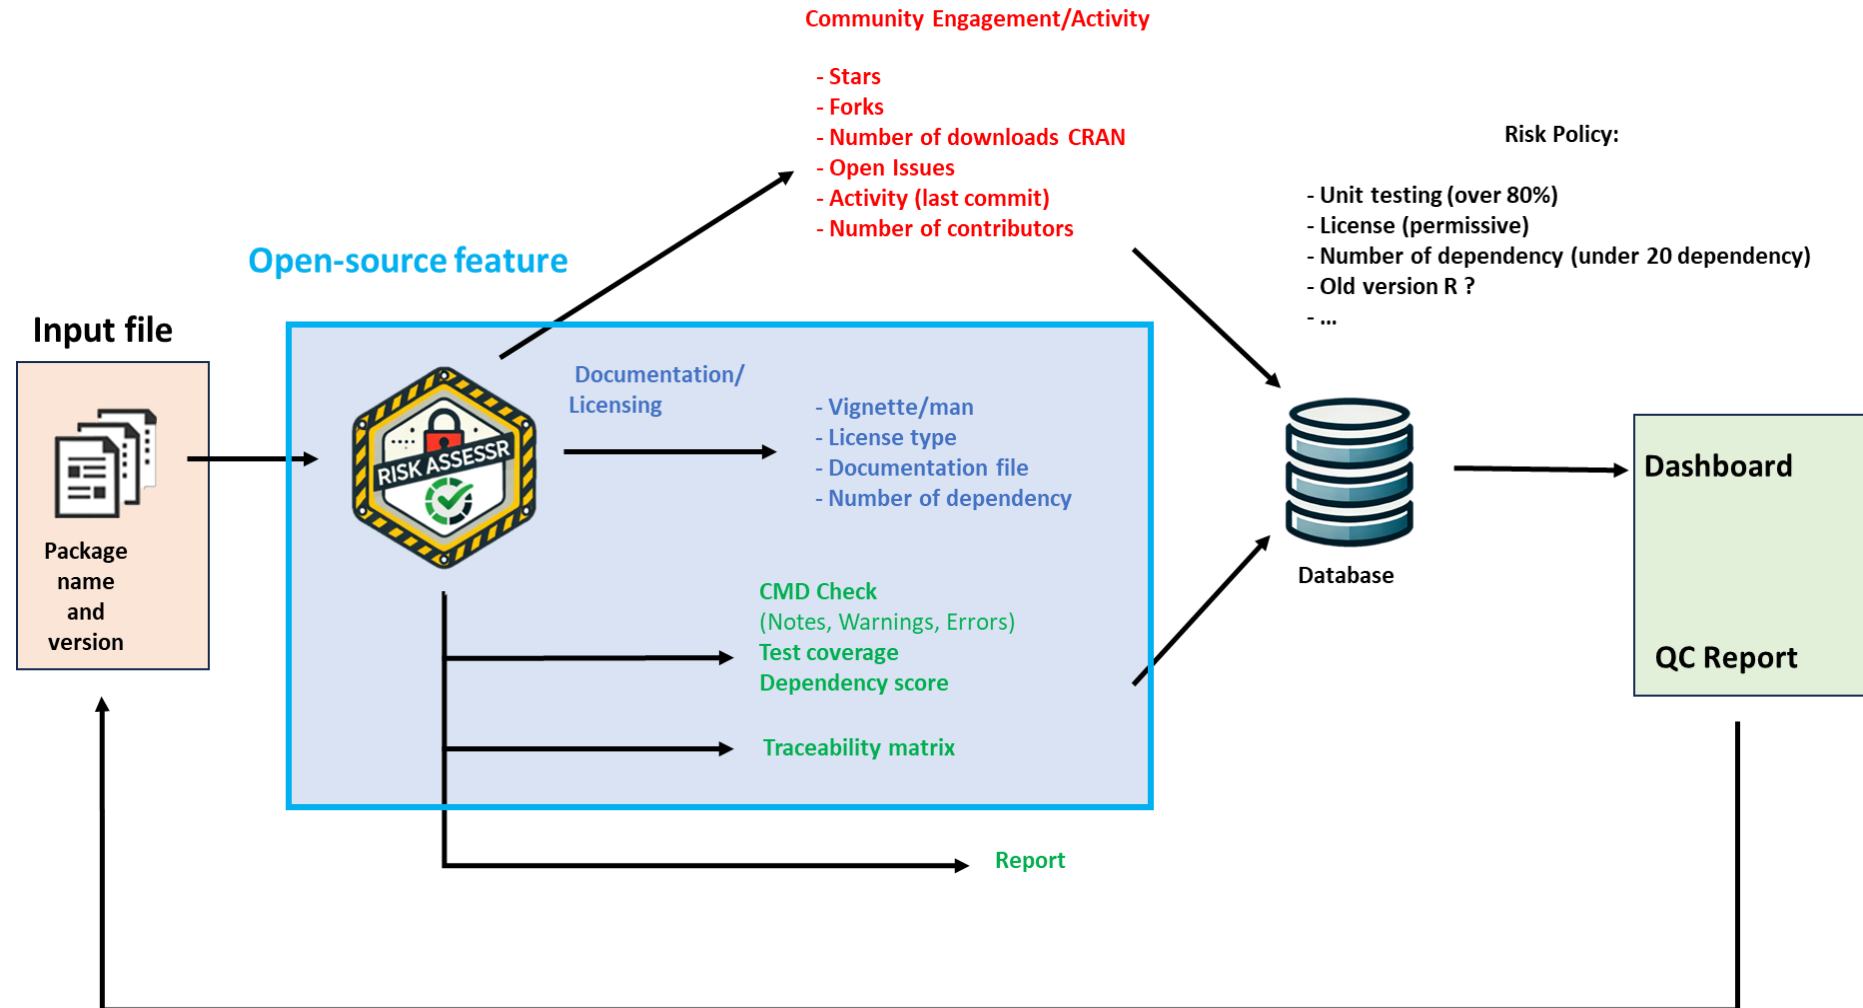 Community Engagement/Activity
- Stars
- Forks
- Number of downloads CRAN
- Open Issues
- Activity (last commit)
- Number of contributors
Risk Policy:
- Unit testing (over 80%)
- License (permissive)
- Number of dependency (under 20 dependency)
- Old version R ?
- ...
Open-source feature
Input file
Package
name
and
version
RISK ASSESSR
Documentation/
Licensing
- Vignette/man
- License type
- Documentation file
- Number of dependency
CMD Check
(Notes, Warnings, Errors)
Test coverage
Dependency score
Traceability matrix
Report
Database
Dashboard
QC Report